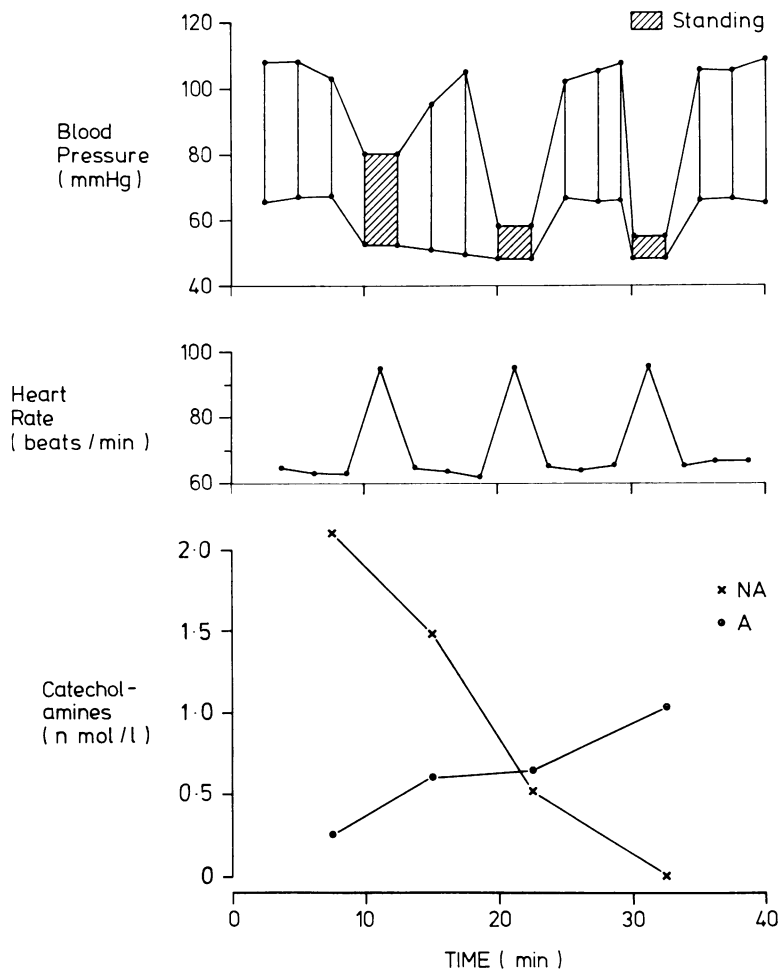 120
Standing
100
Blood
Pressure
( mmHg)
80
60
40
100
Heart
Rate
( beats / min )
80
60
2·0
NA
A
1·5
Catechol-
amines
( n mol / l )
1·0
0·5
0
0 10 20 30 40
TIME ( min )